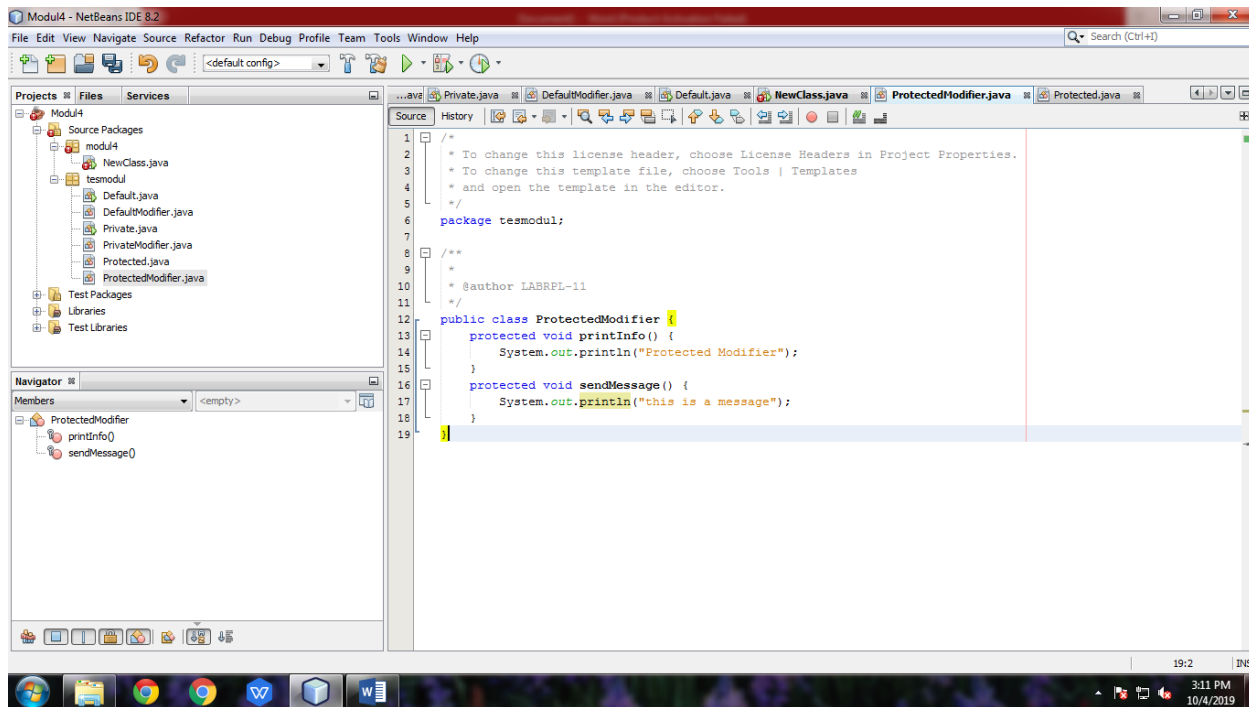 Modul4 - NetBeans IDE 8.2
File Edit View Navigate Source Refactor Run Debug Profile Team Tools Window Help
Search (Ctrl+I)
<default config>
Projects Files Services
...ave Private.java DefaultModifier.java Default.java NewClass.java ProtectedModifier.java Protected.java
Modul4
Source Packages
modul4
NewClass.java
tesmodul
Default.java
DefaultModifier.java
Private.java
PrivateModifier.java
Protected.java
ProtectedModifier.java
Test Packages
Libraries
Test Libraries
Navigator
Members <empty>
ProtectedModifier
printInfo()
sendMessage()
Source History
1 /*
2 * To change this license header, choose License Headers in Project Properties.
3 * To change this template file, choose Tools | Templates
4 * and open the template in the editor.
5 */
6 package tesmodul;
7
8 /**
9 *
10 * @author LABRPL-11
11 */
12 public class ProtectedModifier {
13 protected void printInfo() {
14 System.out.println("Protected Modifier");
15 }
16 protected void sendMessage() {
17 System.out.println("this is a message");
18 }
19 }
19:2 INS
3:11 PM
10/4/2019